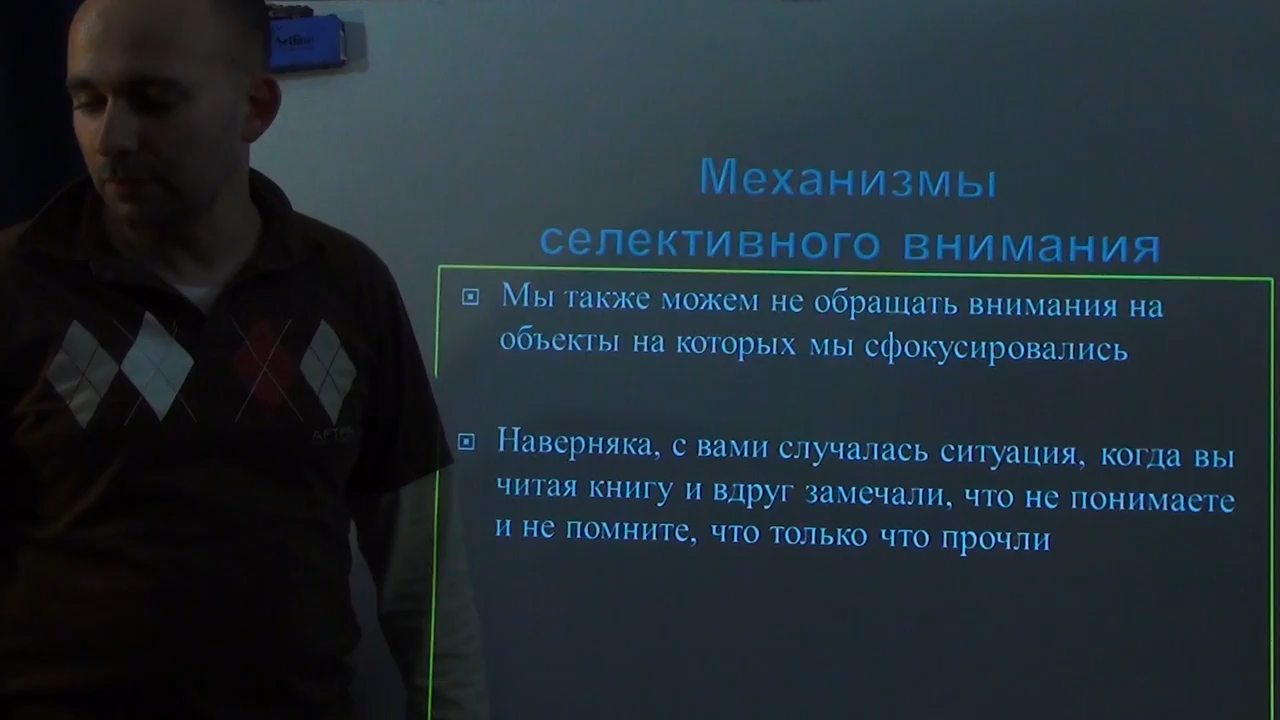 Механизмы
селективного внимания
Мы также можем не обращать внимания на
объекты на которых мы сфокусировались
Наверняка, с вами случалась ситуация, когда вы
читая книгу и вдруг замечали, что не понимаете
и не помните, что только что прочли